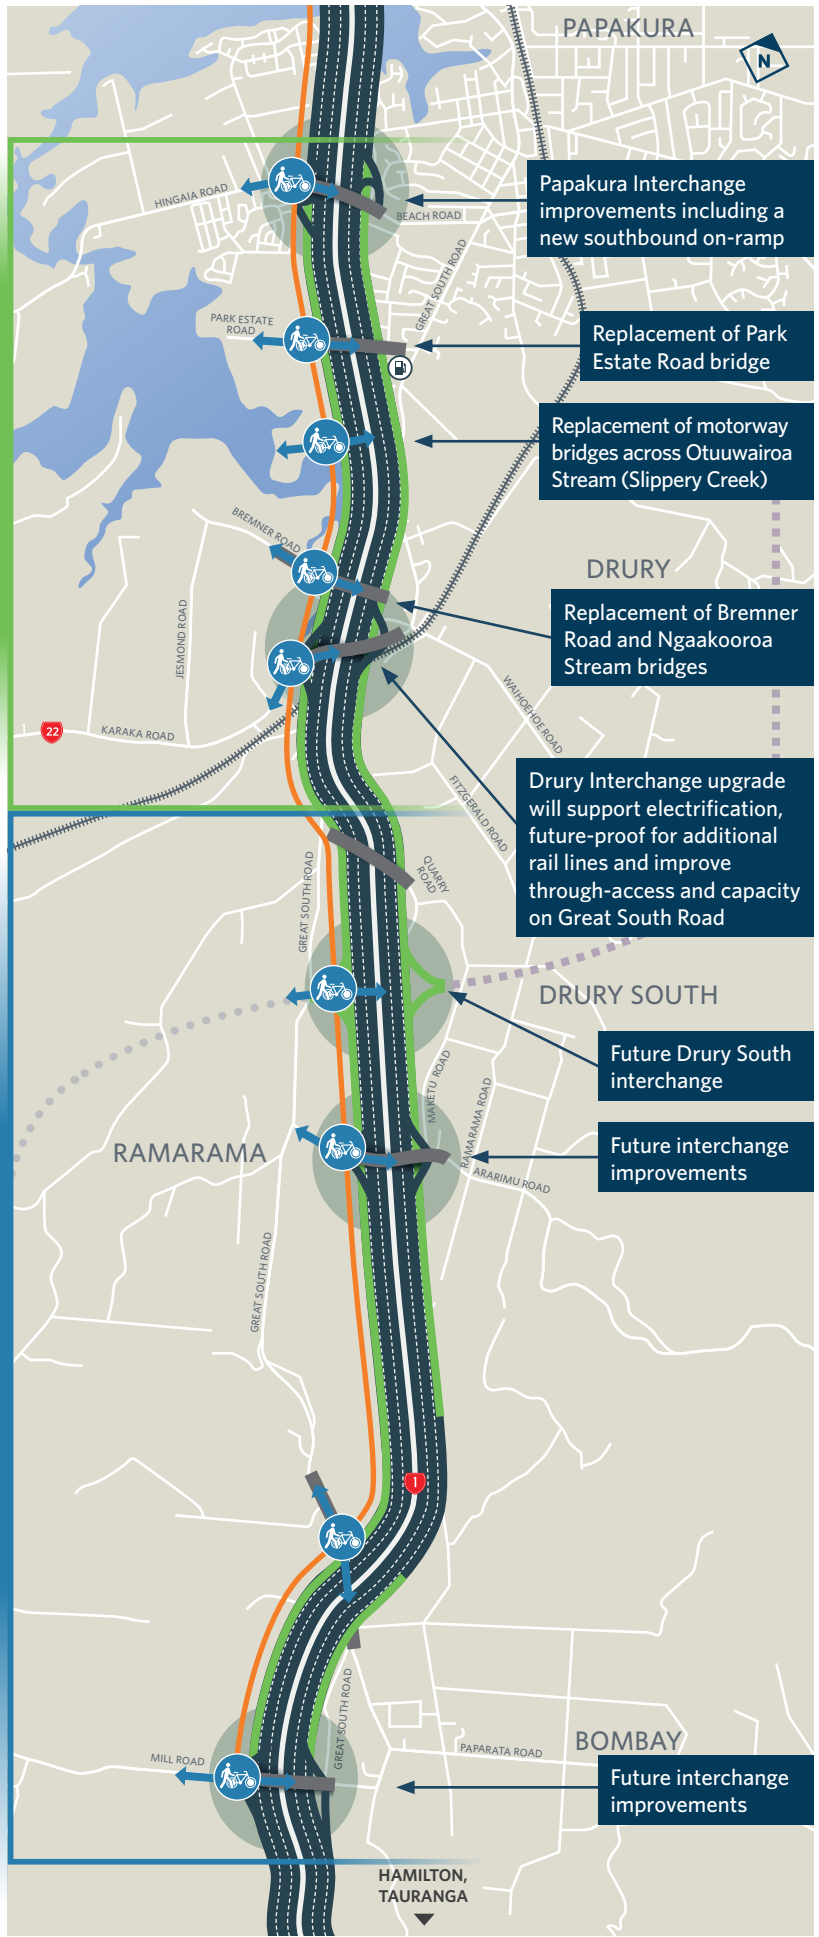 PAPAKURA
N
HINGAIA ROAD
BEACH ROAD
Papakura Interchange
improvements including a
new southbound on-ramp
GREAT SOUTH ROAD
PARK ESTATE
ROAD
Replacement of Park
Estate Road bridge
Replacement of motorway
bridges across Otuuwairoa
Stream (Slippery Creek)
BREMNER ROAD
DRURY
JESMOND ROAD
Replacement of Bremner
Road and Ngaakooroa
Stream bridges
WAIHOEHOE ROAD
22
KARAKA ROAD
FITZGERALD ROAD
Drury Interchange upgrade
will support electrification,
future-proof for additional
rail lines and improve
through-access and capacity
on Great South Road
GREAT SOUTH ROAD
QUARRY
ROAD
DRURY SOUTH
Future Drury South
interchange
MAKETU ROAD
RAMARAMA ROAD
RAMARAMA
Future interchange
improvements
ARARIMU ROAD
GREAT SOUTH ROAD
1
GREAT SOUTH ROAD
BOMBAY
PAPARATA ROAD
MILL ROAD
Future interchange
improvements
HAMILTON,
TAURANGA